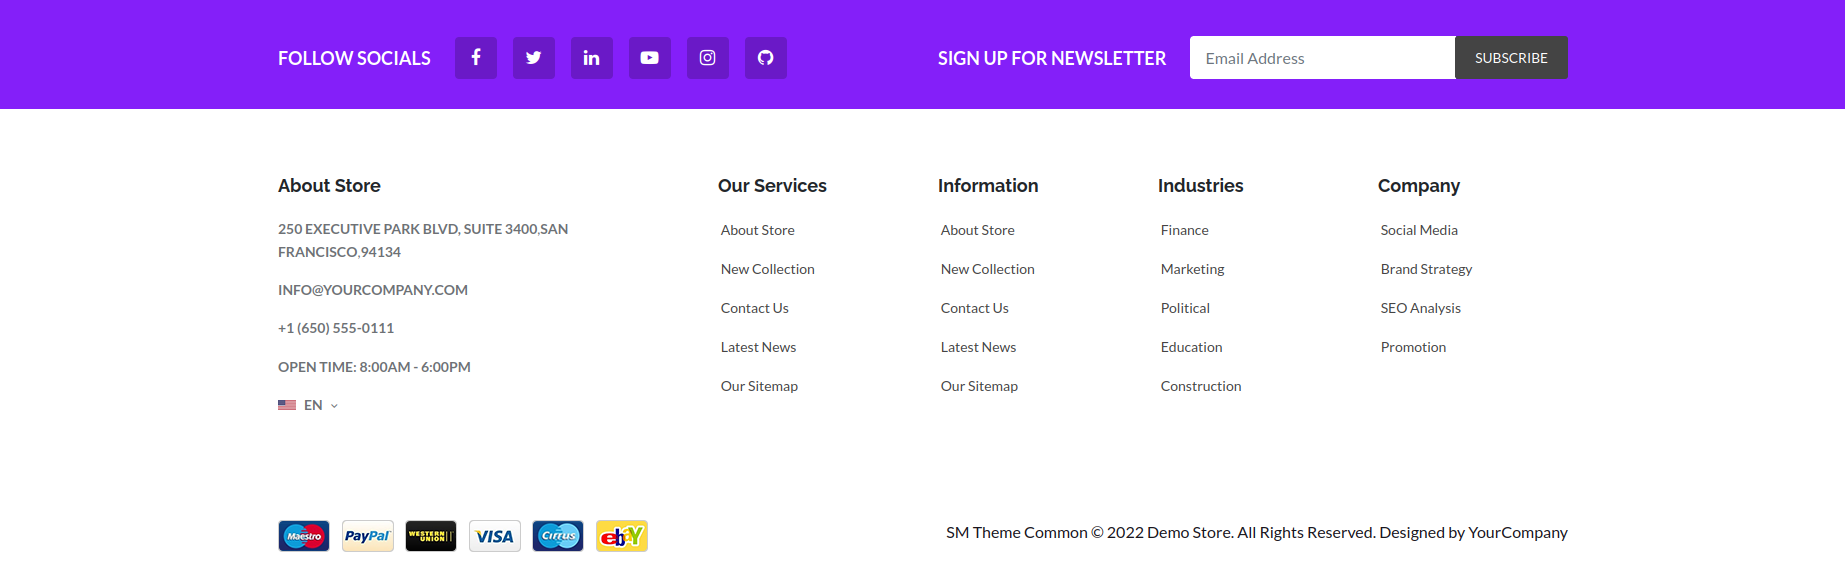 FOLLOW SOCIALS
SIGN UP FOR NEWSLETTER
Email Address
SUBSCRIBE
About Store
250 EXECUTIVE PARK BLVD, SUITE 3400,SAN
FRANCISCO,94134
INFO@YOURCOMPANY.COM
+1 (650) 555-0111
OPEN TIME: 8:00AM - 6:00PM
EN
Our Services
About Store
New Collection
Contact Us
Latest News
Our Sitemap
Information
About Store
New Collection
Contact Us
Latest News
Our Sitemap
Industries
Finance
Marketing
Political
Education
Construction
Company
Social Media
Brand Strategy
SEO Analysis
Promotion
Maestro
PayPal
WESTERN
UNION
VISA
Cirrus
ebaY
SM Theme Common © 2022 Demo Store. All Rights Reserved. Designed by YourCompany